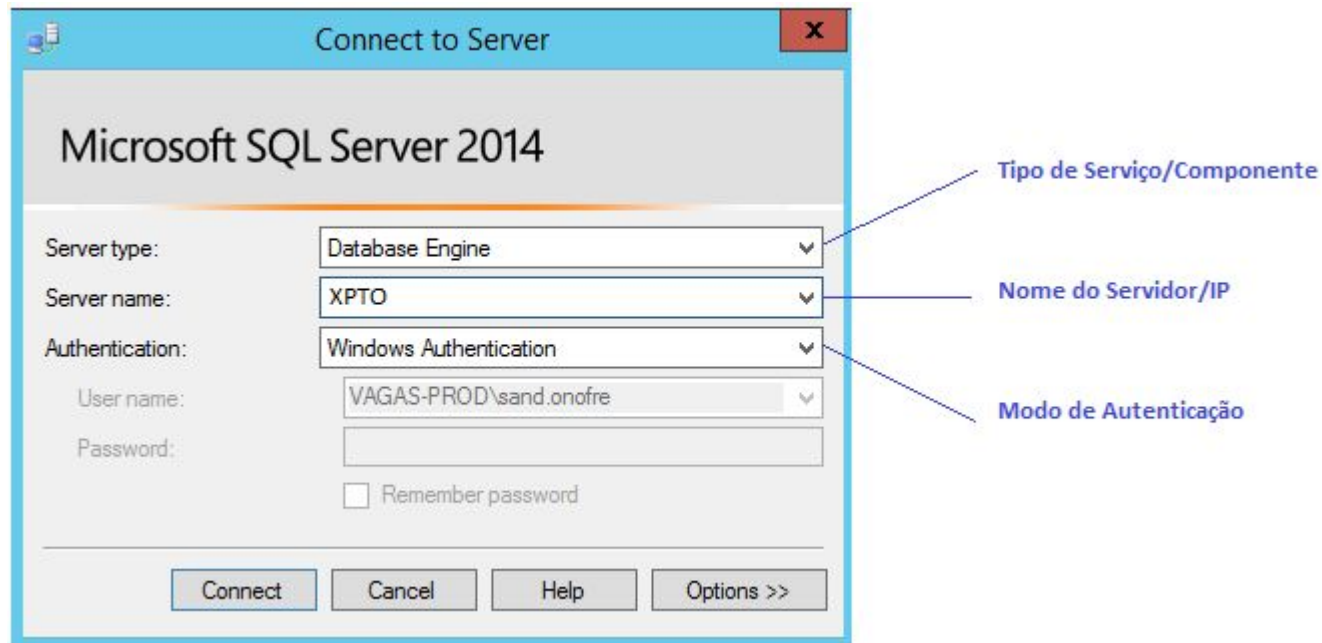 Connect to Server
x
Microsoft SQL Server 2014
Tipo de Serviço/Componente
Server type: Database Engine
Server name: XPTO
Nome do Servidor/IP
Authentication: Windows Authentication
User name: VAGAS-PROD\sand.onofre
Modo de Autenticação
Password:
Remember password
Connect Cancel Help Options >>